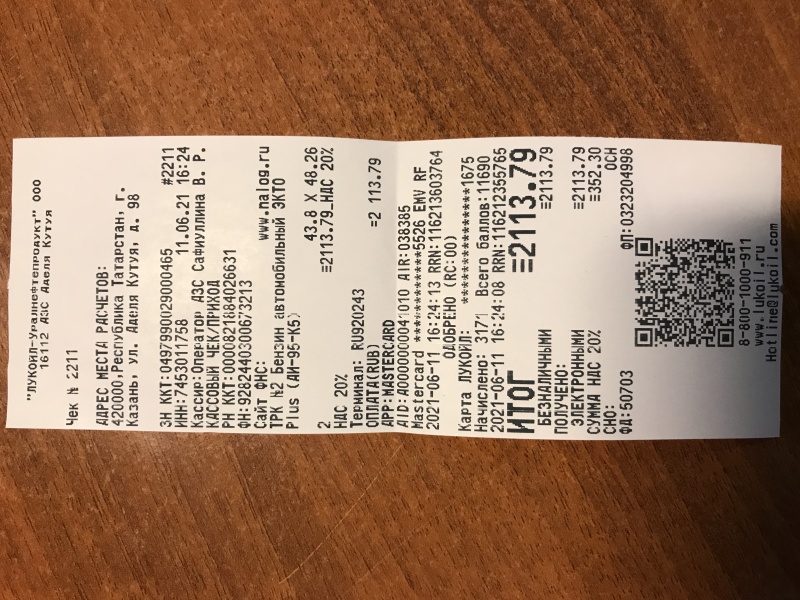 "ЛУКОЙЛ-Уралнефтепродукт" ООО
16112 АЗС Аделя Кутуя
Чек № 2211
АДРЕС МЕСТА РАСЧЕТОВ:
420000,Республика Татарстан, г.
Казань, ул. Аделя Кутуя, д. 98
ЗН ККТ:0497990029000465 #2211
ИНН:7453011758 11.06.21 16:24
Кассир:Оператор АЗС Сафиуллина В. Р.
КАССОВЫЙ ЧЕК/ПРИХОД
РН ККТ:0000821884026631
ФН:9282440300673213
Сайт ФНС: www.nalog.ru
ТРК №2 Бензин автомобильный ЭКТО
Plus (АИ-95-К5)
43.8 X 48.26
2 ≡2113.79_НДС 20%
НДС 20%
Терминал: RU920243
ОПЛАТА(RUB) =2 113.79
APP:MASTERCARD
AID:A0000000041010 AIR:038385
Mastercard ************5526 EMV RF
2021-06-11 16:24:13 RRN:116213603764
ОДОБРЕНО (RC:00)
Карта ЛУКОЙЛ: ***************1675
Начислено: 3171 Всего баллов:11690
2021-06-11 16:24:08 RRN:116212355765
ИТОГ ≡2113.79
БЕЗНАЛИЧНЫМИ ≡2113.79
ПОЛУЧЕНО:
ЭЛЕКТРОННЫМИ ≡2113.79
СУММА НДС 20% ≡352.30
СНО: ОСН
ФД:50703 ФП:0323204998
8-800-1000-911
www.lukoil.ru
Hotline@lukoil.com